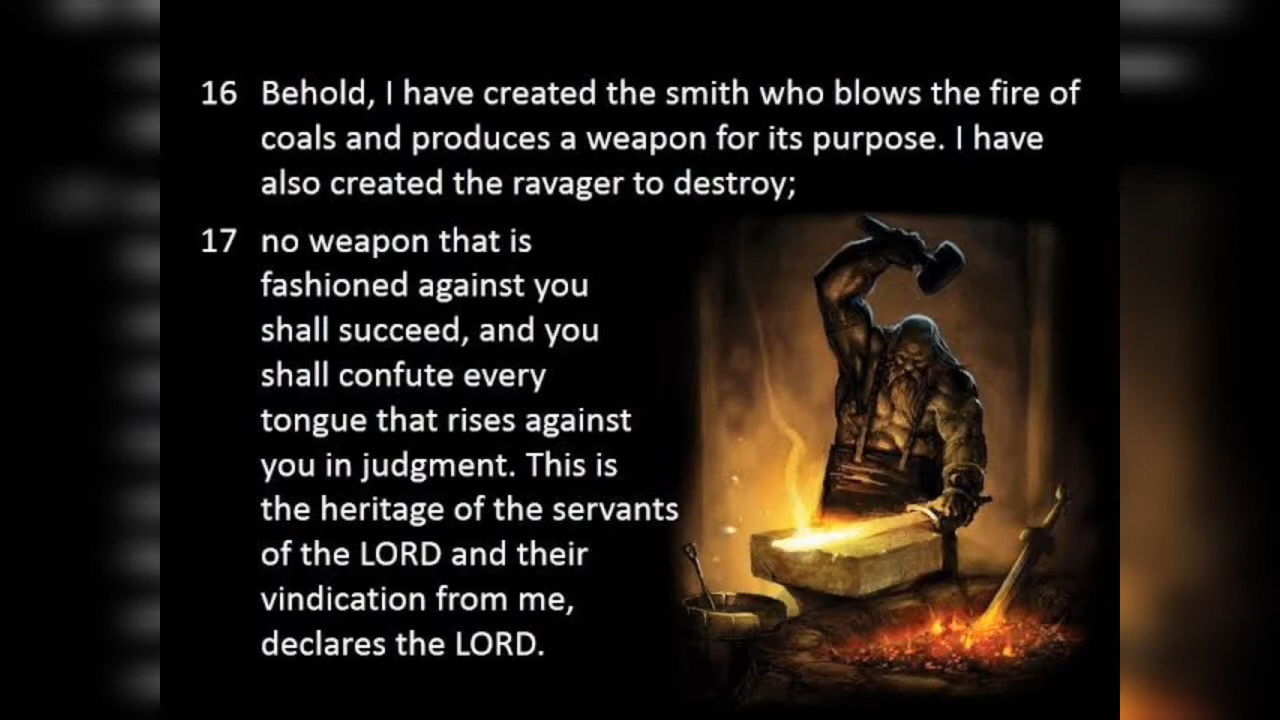 16 Behold, I have created the smith who blows the fire of
coals and produces a weapon for its purpose. I have
also created the ravager to destroy;
17 no weapon that is
fashioned against you
shall succeed, and you
shall confute every
tongue that rises against
you in judgment. This is
the heritage of the servants
of the LORD and their
vindication from me,
declares the LORD.